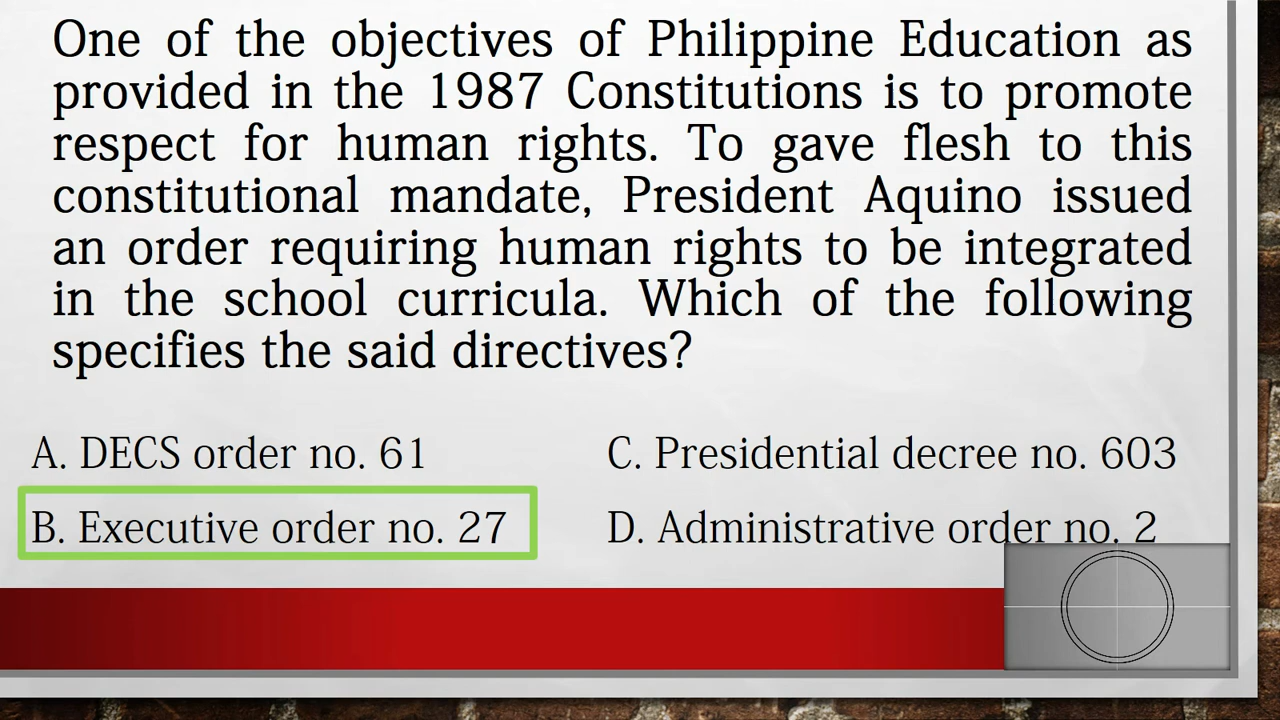 One of the objectives of Philippine Education as
provided in the 1987 Constitutions is to promote
respect for human rights. To gave flesh to this
constitutional mandate, President Aquino issued
an order requiring human rights to be integrated
in the school curricula. Which of the following
specifies the said directives?
A. DECS order no. 61
C. Presidential decree no. 603
B. Executive order no. 27
D. Administrative order no. 2